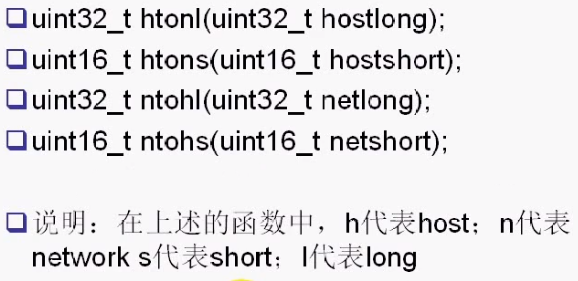 uint32_t htonl(uint32_t hostlong);
uint16_t htons(uint16_t hostshort);
uint32_t ntohl(uint32_t netlong);
uint16_t ntohs(uint16_t netshort);
说明：在上述的函数中，h代表host；n代表
network s代表short；l代表long